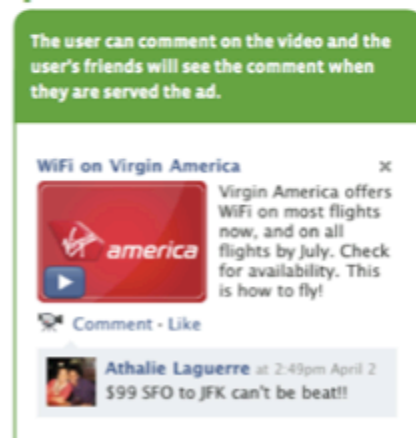 The user can comment on the video and the
user's friends will see the comment when
they are served the ad.
WiFi on Virgin America ×
america
Virgin America offers
WiFi on most flights
now, and on all
flights by July. Check
for availability. This
is how to fly!
Comment - Like
Athalie Laguerre at 2:49pm April 2
$99 SFO to JFK can't be beat!!